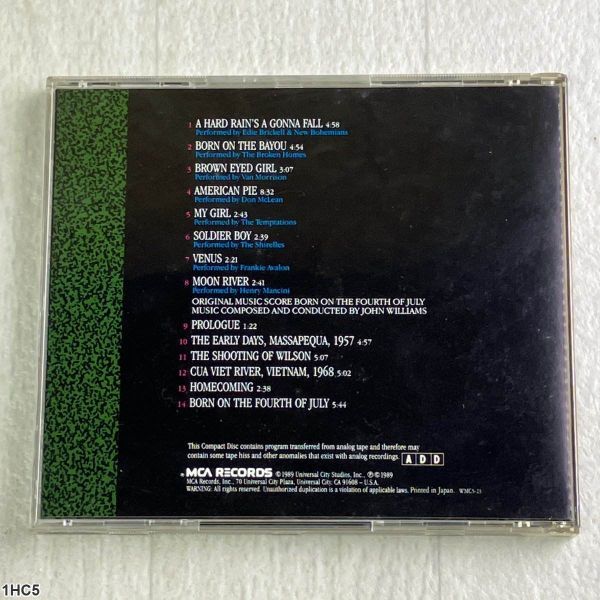 1 A HARD RAIN'S A GONNA FALL 4:58
Performed by Edie Brickell & New Bohemians
2 BORN ON THE BAYOU 4:54
Performed by The Broken Homes
3 BROWN EYED GIRL 3:07
Performed by Van Morrison
4 AMERICAN PIE 8:32
Performed by Don McLean
5 MY GIRL 2:43
Performed by The Temptations
6 SOLDIER BOY 2:39
Performed by The Shirelles
7 VENUS 2:21
Performed by Frankie Avalon
8 MOON RIVER 2:41
Performed by Henry Mancini
ORIGINAL MUSIC SCORE BORN ON THE FOURTH OF JULY
MUSIC COMPOSED AND CONDUCTED BY JOHN WILLIAMS
9 PROLOGUE 1:22
10 THE EARLY DAYS, MASSAPEQUA, 1957 4:57
11 THE SHOOTING OF WILSON 5:07
12 CUA VIET RIVER, VIETNAM, 1968 5:02
13 HOMECOMING 2:38
14 BORN ON THE FOURTH OF JULY 5:44
This Compact Disc contains program transferred from analog tape and therefore may
contain some tape hiss and other anomalies that exist with analog recordings. A D D
MCA RECORDS ©1989 Universal City Studios, Inc., ℗©1989
MCA Records, Inc., 70 Universal City Plaza, Universal City, CA 91608 – U.S.A.
WARNING: All rights reserved. Unauthorized duplication is a violation of applicable laws. Printed in Japan. WMC5-23
1HC5